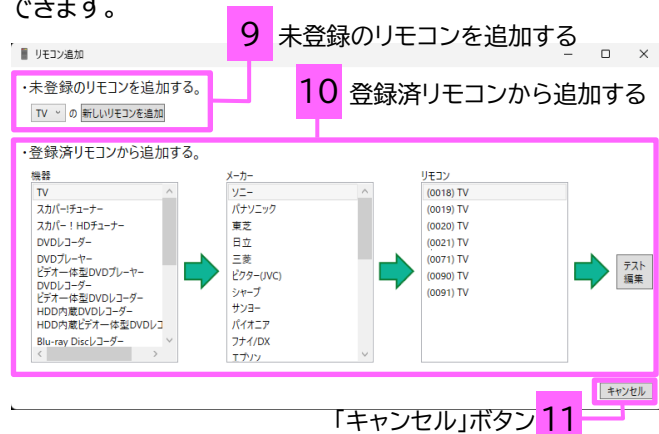 できます。
9 未登録のリモコンを追加する
リモコン追加
・未登録のリモコンを追加する。
TV の 新しいリモコンを追加
10 登録済リモコンから追加する
・登録済リモコンから追加する。
機器
TV
スカパー!チューナー
スカパー!HDチューナー
DVDレコーダー
DVDプレーヤー
ビデオ一体型DVDプレーヤー
DVDレコーダー
ビデオ一体型DVDレコーダー
HDD内蔵DVDレコーダー
HDD内蔵ビデオ一体型DVDレコ
Blu-ray Discレコーダー
メーカー
ソニー
パナソニック
東芝
日立
三菱
ビクター(JVC)
シャープ
サンヨー
パイオニア
フナイ/DX
エプソン
リモコン
(0018) TV
(0019) TV
(0020) TV
(0021) TV
(0071) TV
(0090) TV
(0091) TV
テスト
編集
キャンセル
「キャンセル」ボタン 11